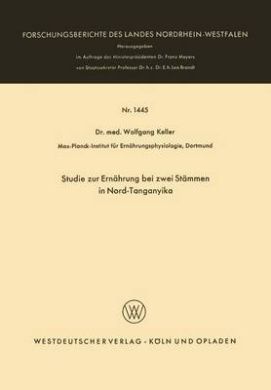 FORSCHUNGSBERICHTE DES LANDES NORDRHEIN-WESTFALEN
Herausgegeben
im Auftrage des Ministerpräsidenten Dr. Franz Meyers
von Staatssekretär Professor Dr. h. c. Dr. E. h. Leo Brandt
Nr. 1445
Dr. med. Wolfgang Keller
Max-Planck-Institut für Ernährungsphysiologie, Dortmund
Studie zur Ernährung bei zwei Stämmen
in Nord-Tanganyika
WESTDEUTSCHER VERLAG · KÖLN UND OPLADEN